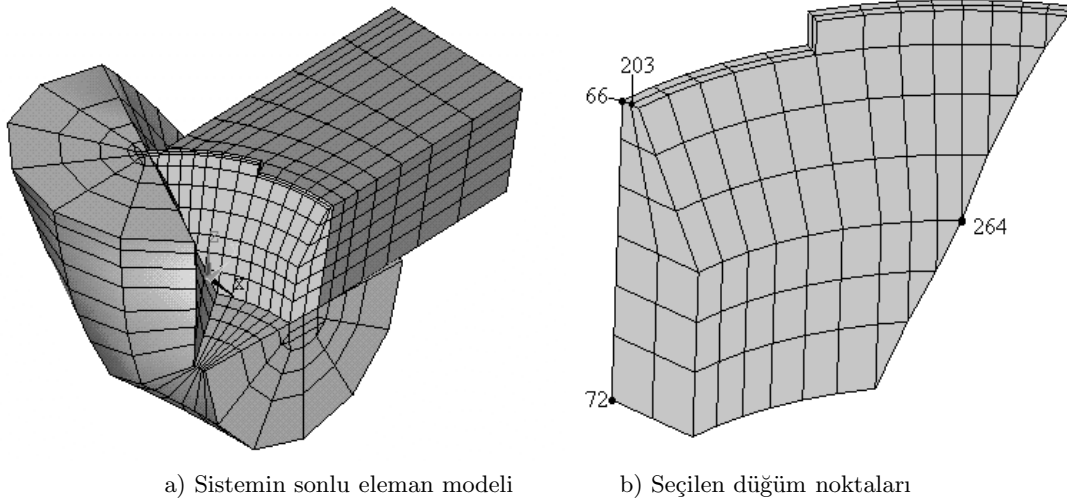 203
66
264
72
X
a) Sistemin sonlu eleman modeli
b) Seçilen düğüm noktaları